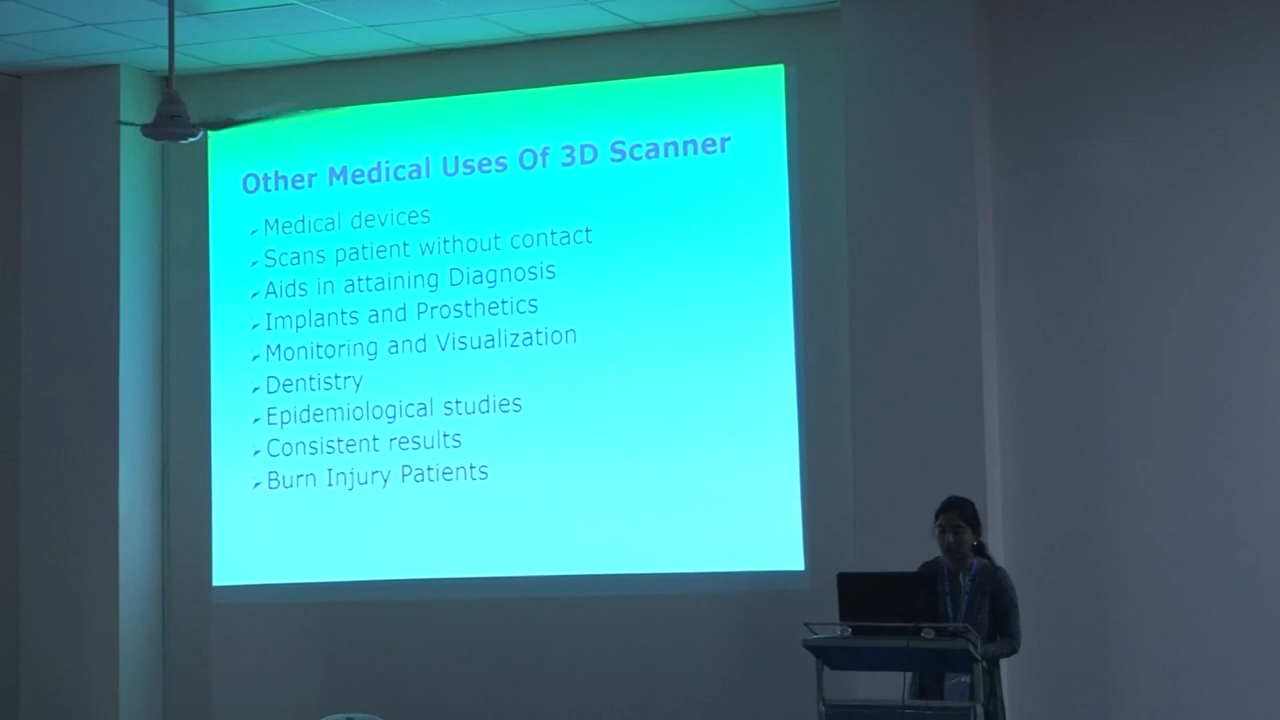 Other Medical Uses Of 3D Scanner
Medical devices
Scans patient without contact
Aids in attaining Diagnosis
Implants and Prosthetics
Monitoring and Visualization
Dentistry
Epidemiological studies
Consistent results
Burn Injury Patients